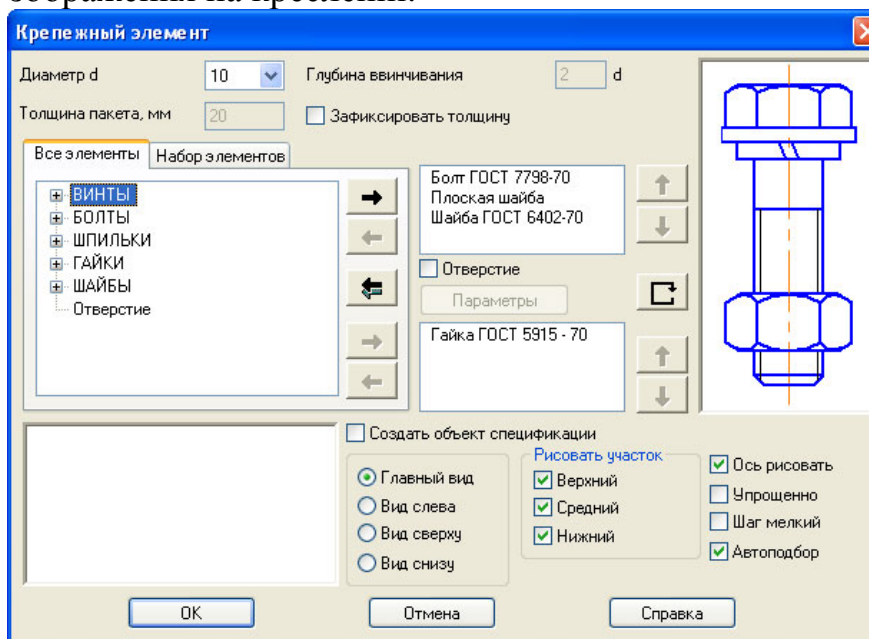 ображения на креслении.
Крепежный элемент
Диаметр d 10 Глубина ввинчивания 2 d
Толщина пакета, мм 20 Зафиксировать толщину
Все элементы Набор элементов
ВИНТЫ
БОЛТЫ
ШПИЛЬКИ
ГАЙКИ
ШАЙБЫ
Отверстие
Болт ГОСТ 7798-70
Плоская шайба
Шайба ГОСТ 6402-70
Отверстие
Параметры
Гайка ГОСТ 5915 - 70
Создать объект спецификации
Главный вид
Вид слева
Вид сверху
Вид снизу
Рисовать участок
Верхний
Средний
Нижний
Ось рисовать
Упрощенно
Шаг мелкий
Автоподбор
OK Отмена Справка